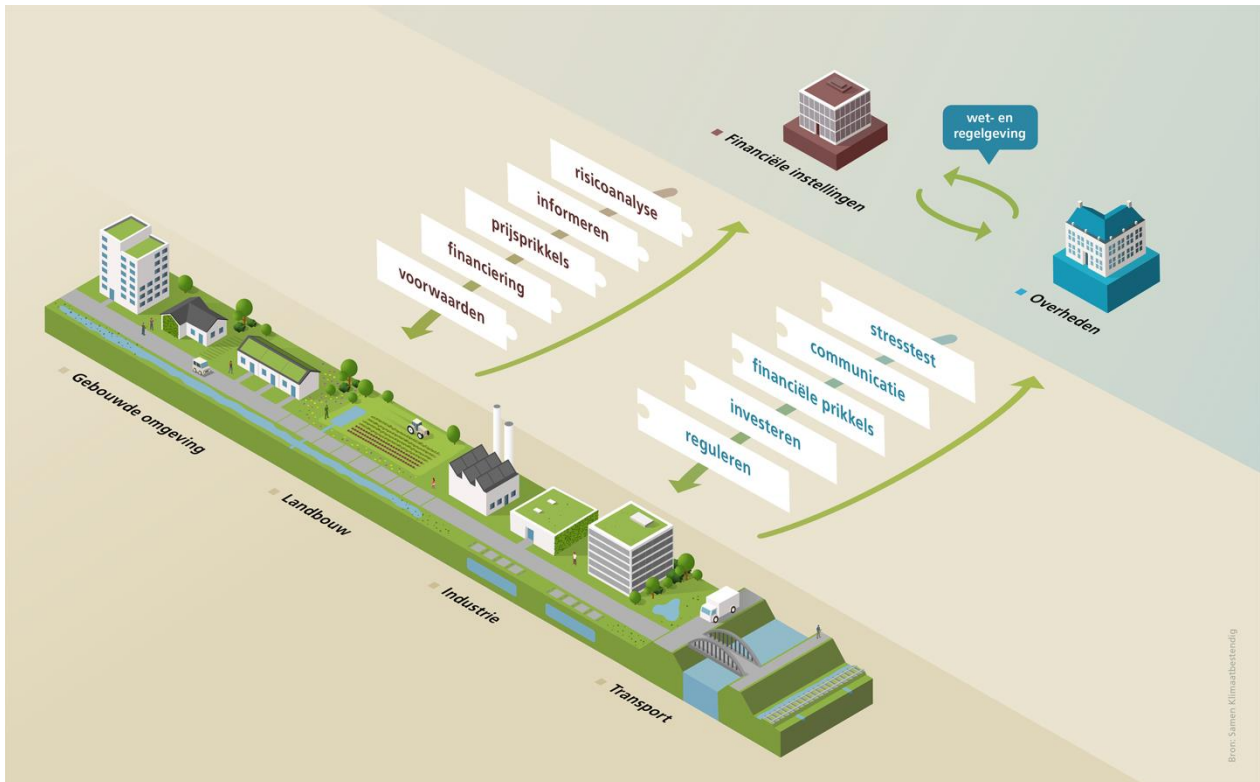 wet- en
regelgeving
Financiële instellingen
Overheden
risicoanalyse
informeren
prijsprikkels
financiering
voorwaarden
stresstest
communicatie
financiële prikkels
investeren
reguleren
Gebouwde omgeving
Landbouw
Industrie
Transport
Bron: Samen Klimaatbestendig